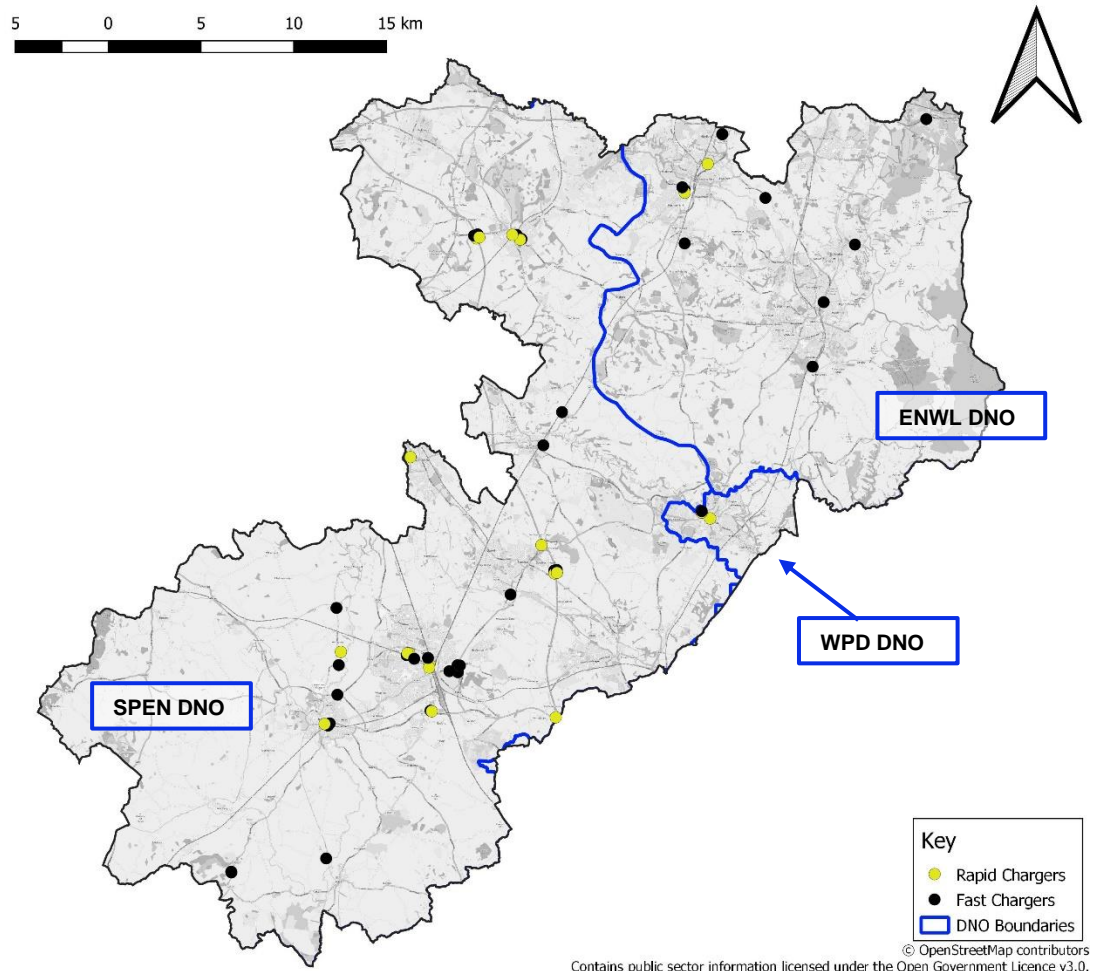 5 0 5 10 15 km
ENWL DNO
WPD DNO
SPEN DNO
Key
Rapid Chargers
Fast Chargers
DNO Boundaries
© OpenStreetMap contributors
Contains public sector information licensed under the Open Government Licence v3.0.